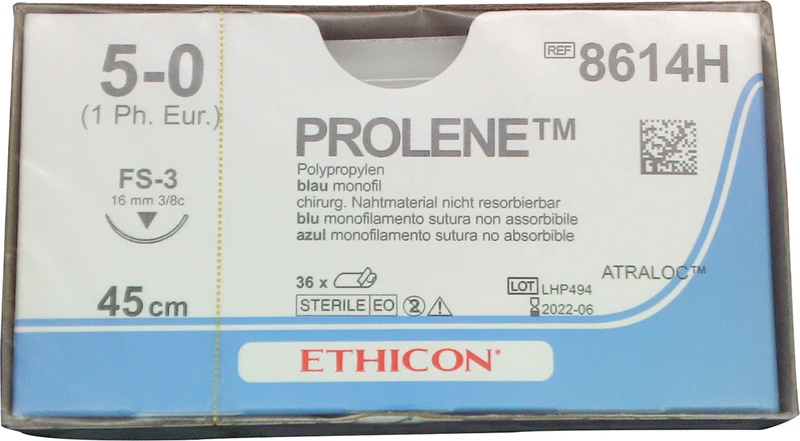 5-0
(1 Ph. Eur.)
FS-3
16 mm 3/8c
45 cm
REF 8614H
PROLENE™
Polypropylen
blau monofil
chirurg. Nahtmaterial nicht resorbierbar
blu monofilamento sutura non assorbibile
azul monofilamento sutura no absorbible
36 x
STERILE EO 2
LOT LHP494
2022-06
ATRALOC™
ETHICON®